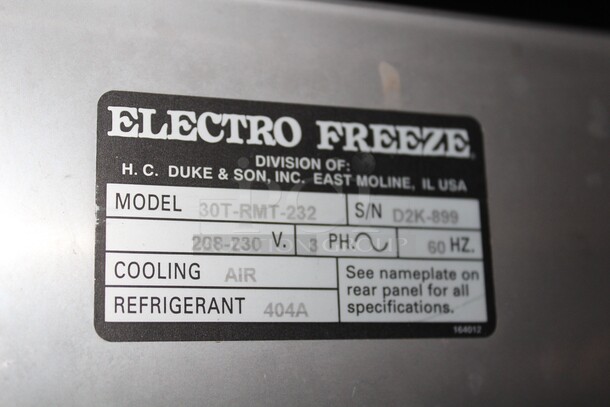 ELECTRO FREEZE
DIVISION OF:
H. C. DUKE & SON, INC. EAST MOLINE, IL USA
MODEL 30T-RMT-232 S/N D2K-899
208-230 V. 3 PH. 60 HZ.
COOLING AIR
See nameplate on
rear panel for all
specifications.
REFRIGERANT 404A
164012